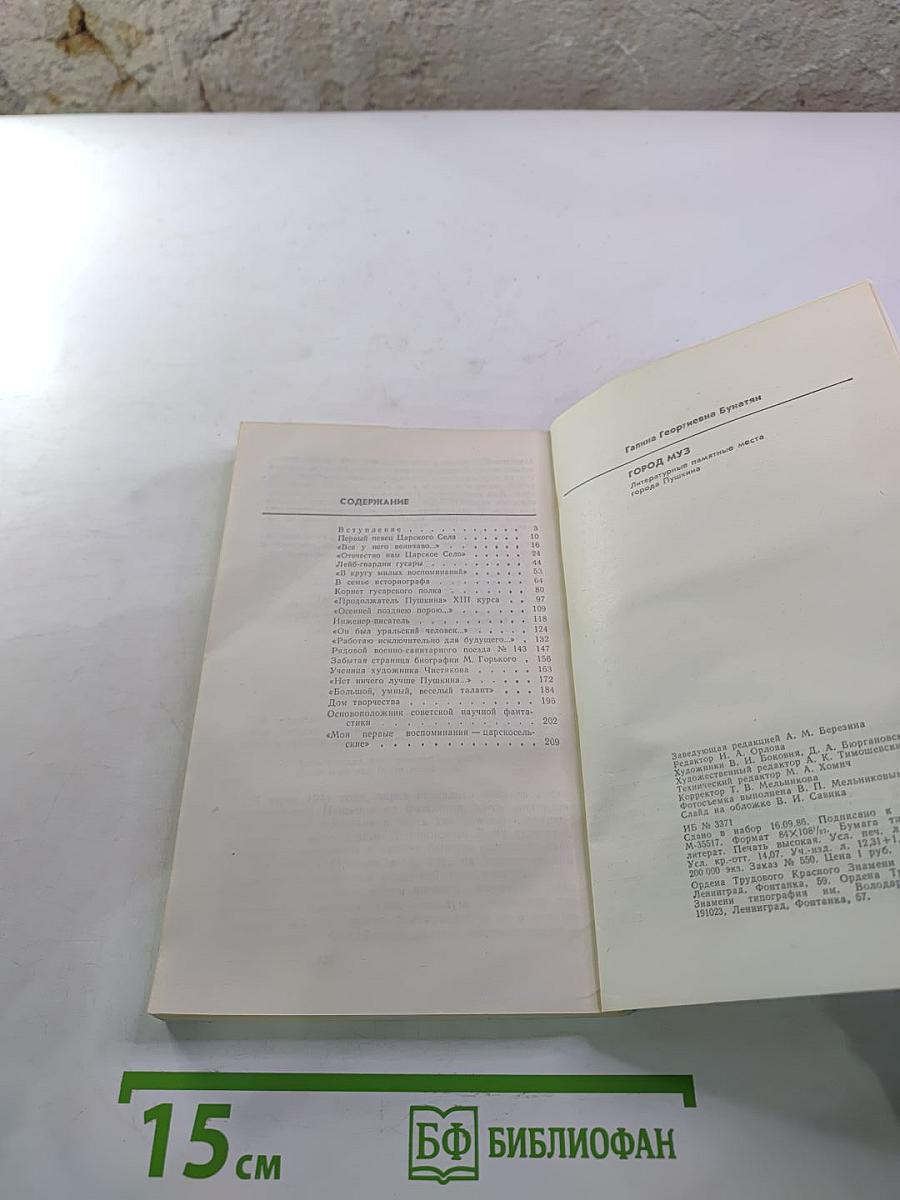 СОДЕРЖАНИЕ
Вступление . . . . . . . . . . . 3
Первый певец Царского Села . . . . . . 10
«Все у него величаво...» . . . . . . . 16
«Отечество нам Царское Село» . . . . . 24
Лейб-гвардии гусары . . . . . . . . 44
«В кругу милых воспоминаний» . . . . . 53
В семье историографа . . . . . . . . 64
Корнет гусарского полка . . . . . . . 80
«Продолжатель Пушкина» XIII курса . . 97
«Осенней позднею порою...» . . . . . . 109
Инженер-писатель . . . . . . . . . 118
«Он был уральский человек...» . . . . . 124
«Работаю исключительно для будущего...» . 132
Рядовой военно-санитарного поезда № 143 147
Забытая страница биографии М. Горького . 156
Ученица художника Чистякова . . . . . 163
«Нет ничего лучше Пушкина...» . . . . . 172
«Большой, умный, веселый талант» . . . 184
Дом творчества . . . . . . . . . . 195
Основоположник советской научной фанта-
стики . . . . . . . . . . . . 202
«Мои первые воспоминания — царскосель-
ские» . . . . . . . . . . . . 209
Галина Георгиевна Бунатян
ГОРОД МУЗ
Литературные памятные места
города Пушкина
Заведующая редакцией А. М. Березина
Редактор И. А. Орлова
Художники В. И. Боковня, Д. А. Бюргановск
Художественный редактор А. К. Тимошевски
Технический редактор М. А. Хомич
Корректор Т. В. Мельникова
Фотосъемка выполнена В. П. Мельниковым
Слайд на обложке В. И. Савика
ИБ № 3371
Сдано в набор 16.09.86. Подписано к
М-35517. Формат 84×108¹/₃₂. Бумага ти
литерат. Печать высокая. Усл. печ. л.
Усл. кр.-отт. 14,07. Уч.-изд. л. 12,31+1,
200 000 экз. Заказ № 550. Цена 1 руб.
Ордена Трудового Красного Знамени
Ленинград, Фонтанка, 59. Ордена Тр
Знамени типография им. Володар
191023, Ленинград, Фонтанка, 57.
15 см
БФ БИБЛИОФАН